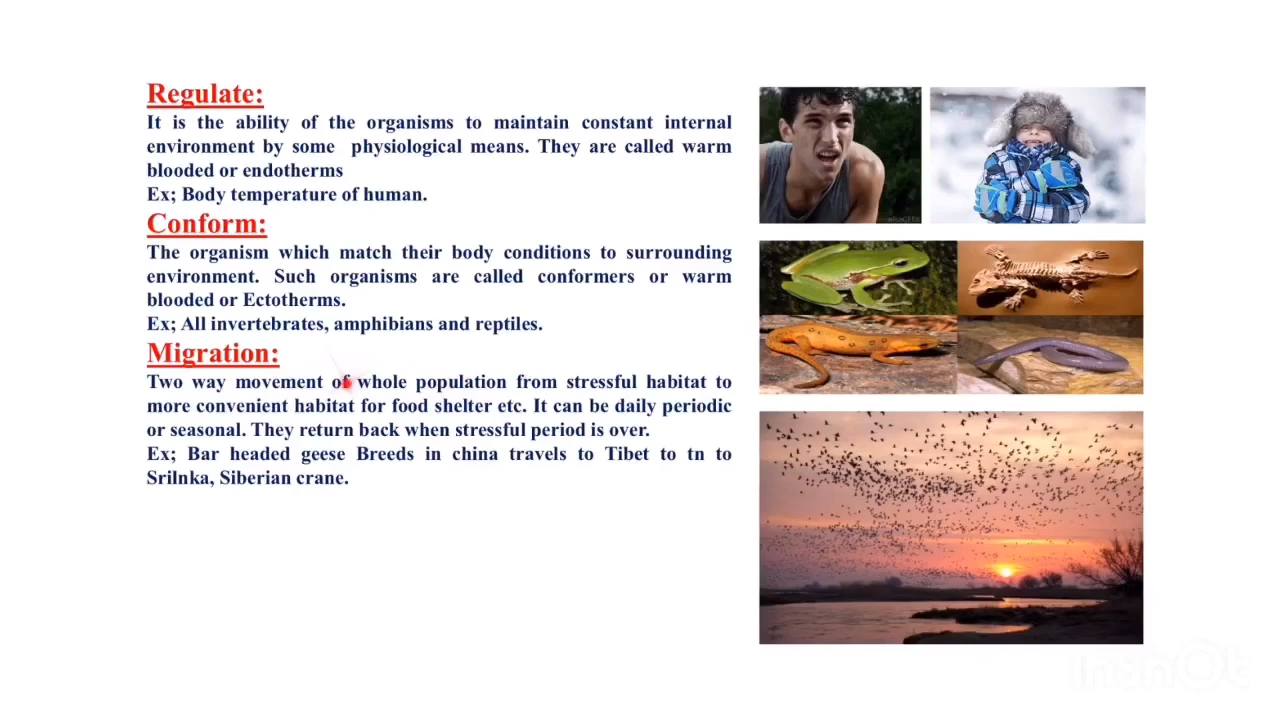 Regulate:
It is the ability of the organisms to maintain constant internal
environment by some physiological means. They are called warm
blooded or endotherms
Ex; Body temperature of human.
Conform:
The organism which match their body conditions to surrounding
environment. Such organisms are called conformers or warm
blooded or Ectotherms.
Ex; All invertebrates, amphibians and reptiles.
Migration:
Two way movement of whole population from stressful habitat to
more convenient habitat for food shelter etc. It can be daily periodic
or seasonal. They return back when stressful period is over.
Ex; Bar headed geese Breeds in china travels to Tibet to tn to
Srilnka, Siberian crane.